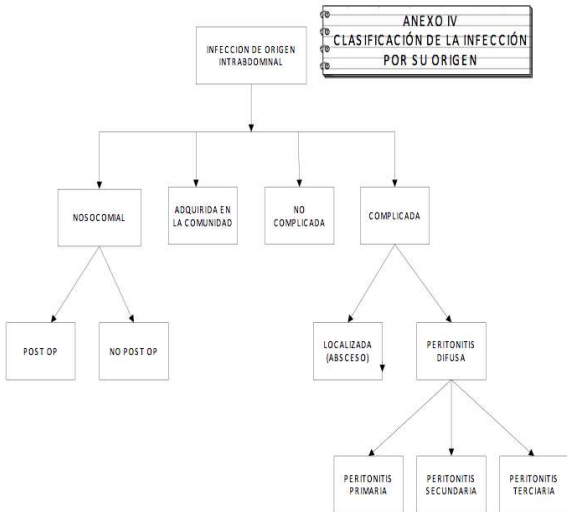 ANEXO IV
CLASIFICACIÓN DE LA INFECCIÓN
POR SU ORIGEN
INFECCION DE ORIGEN
INTRABDOMINAL
NOSOCOMIAL
ADQUIRIDA EN
LA COMUNIDAD
NO
COMPLICADA
COMPLICADA
POST OP
NO POST OP
LOCALIZADA
(ABSCESO)
PERITONITIS
DIFUSA
PERITONITIS
PRIMARIA
PERITONITIS
SECUNDARIA
PERITONITIS
TERCIARIA